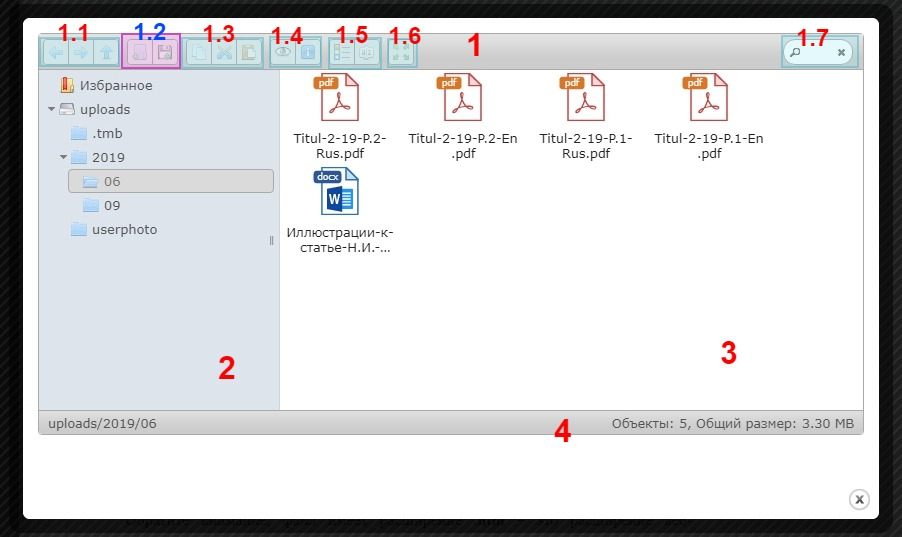 1.1
1.2
1.3
1.4
1.5
1.6
1
1.7
Избранное
uploads
.tmb
2019
06
09
userphoto
2
pdf
pdf
pdf
pdf
Titul-2-19-P.2-
Rus.pdf
Titul-2-19-P.2-En
.pdf
Titul-2-19-P.1-
Rus.pdf
Titul-2-19-P.1-En
.pdf
docx
W
Иллюстрации-к-
статье-Н.И.-...
3
uploads/2019/06
4
Объекты: 5, Общий размер: 3.30 MB
X